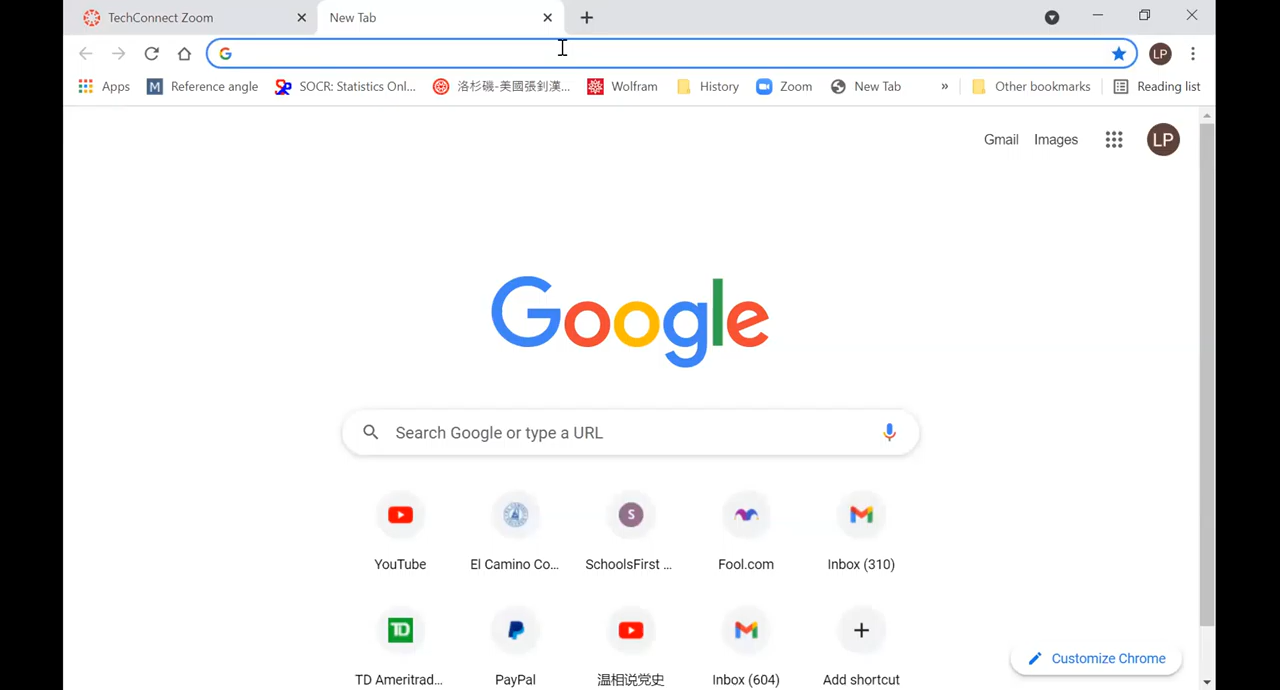 TechConnect Zoom
New Tab
G
LP
Apps
M Reference angle
SOCR: Statistics Onl...
洛杉磯-美國張釗漢...
Wolfram
History
Zoom
New Tab
»
Other bookmarks
Reading list
Gmail
Images
LP
Google
Search Google or type a URL
YouTube
El Camino Co...
S
SchoolsFirst ...
Fool.com
Inbox (310)
TD
TD Ameritrad...
PayPal
温相说党史
Inbox (604)
Add shortcut
Customize Chrome